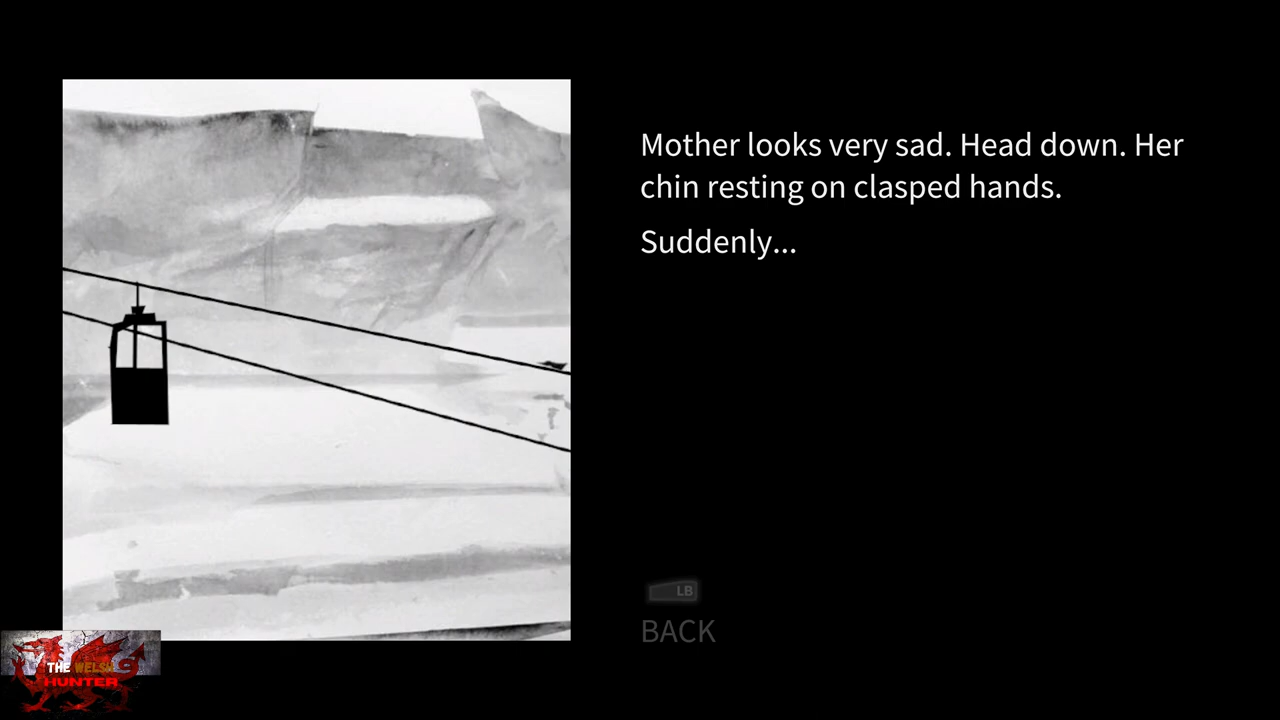 Mother looks very sad. Head down. Her
chin resting on clasped hands.
Suddenly...
LB
BACK
THE WELSH
HUNTER